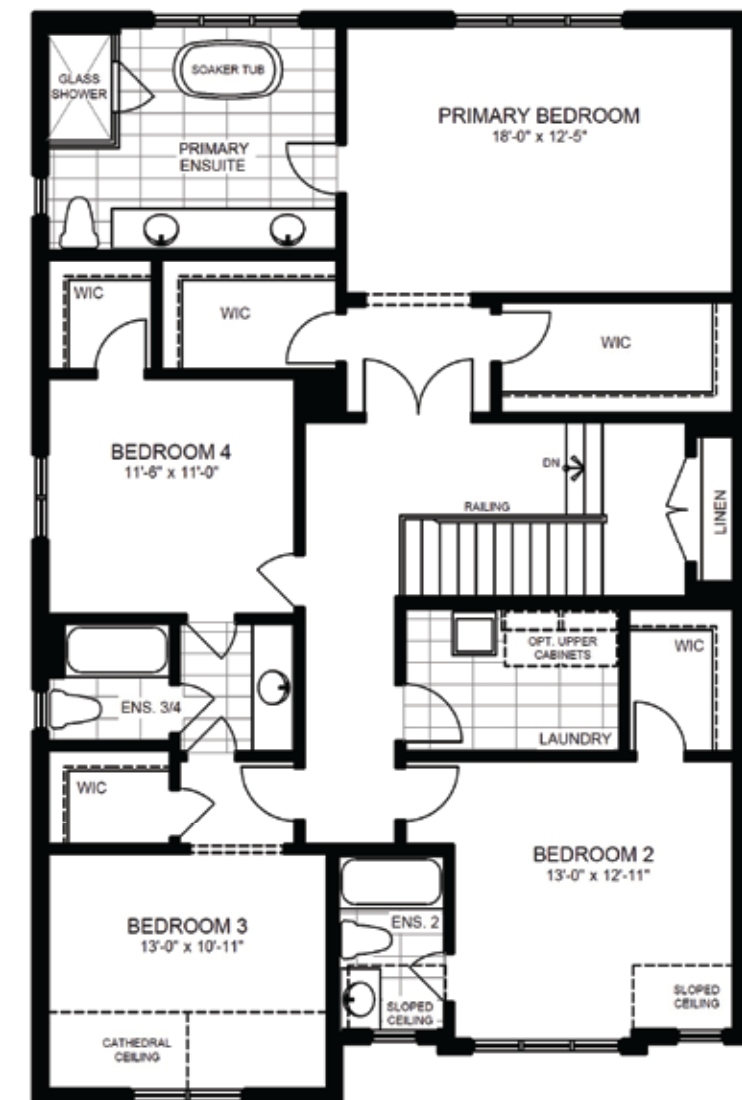 GLASS
SHOWER
SOAKER TUB
PRIMARY
ENSUITE
PRIMARY BEDROOM
18'-0" x 12'-5"
WIC
WIC
WIC
BEDROOM 4
11'-6" x 11'-0"
DN
RAILING
LINEN
OPT. UPPER
CABINETS
WIC
ENS. 3/4
LAUNDRY
WIC
BEDROOM 2
13'-0" x 12'-11"
BEDROOM 3
13'-0" x 10'-11"
ENS. 2
SLOPED
CEILING
SLOPED
CEILING
CATHEDRAL
CEILING